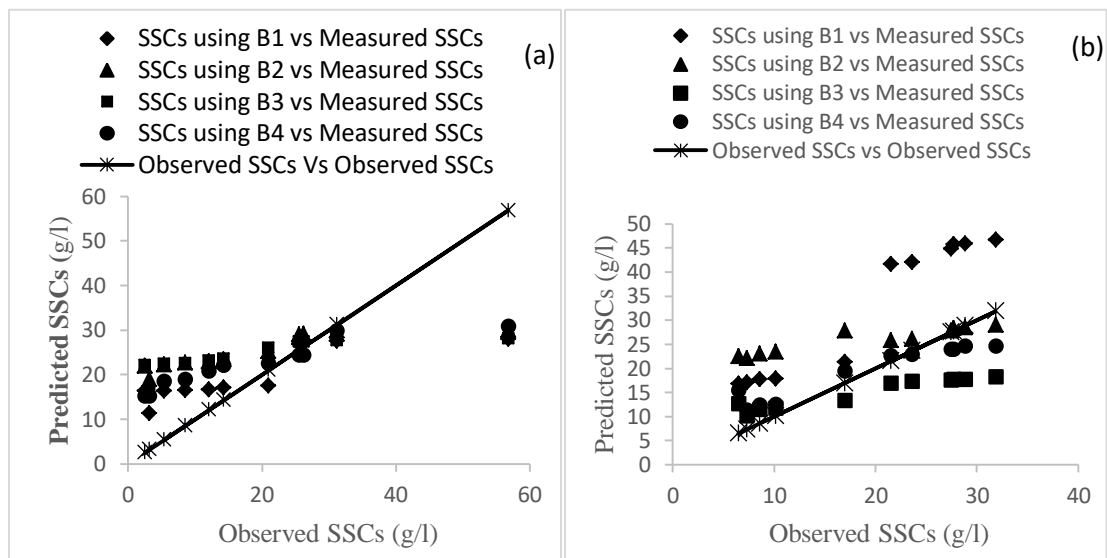 SSCs using B1 vs Measured SSCs
SSCs using B2 vs Measured SSCs
SSCs using B3 vs Measured SSCs
SSCs using B4 vs Measured SSCs
Observed SSCs Vs Observed SSCs
(a)
60
50
40
30
20
10
0
0 20 40 60
Predicted SSCs (g/l)
Observed SSCs (g/l)
SSCs using B1 vs Measured SSCs
SSCs using B2 vs Measured SSCs
SSCs using B3 vs Measured SSCs
SSCs using B4 vs Measured SSCs
Observed SSCs vs Observed SSCs
(b)
50
45
40
35
30
25
20
15
10
5
0
0 10 20 30 40
Predicted SSCs (g/l)
Observed SSCs (g/l)